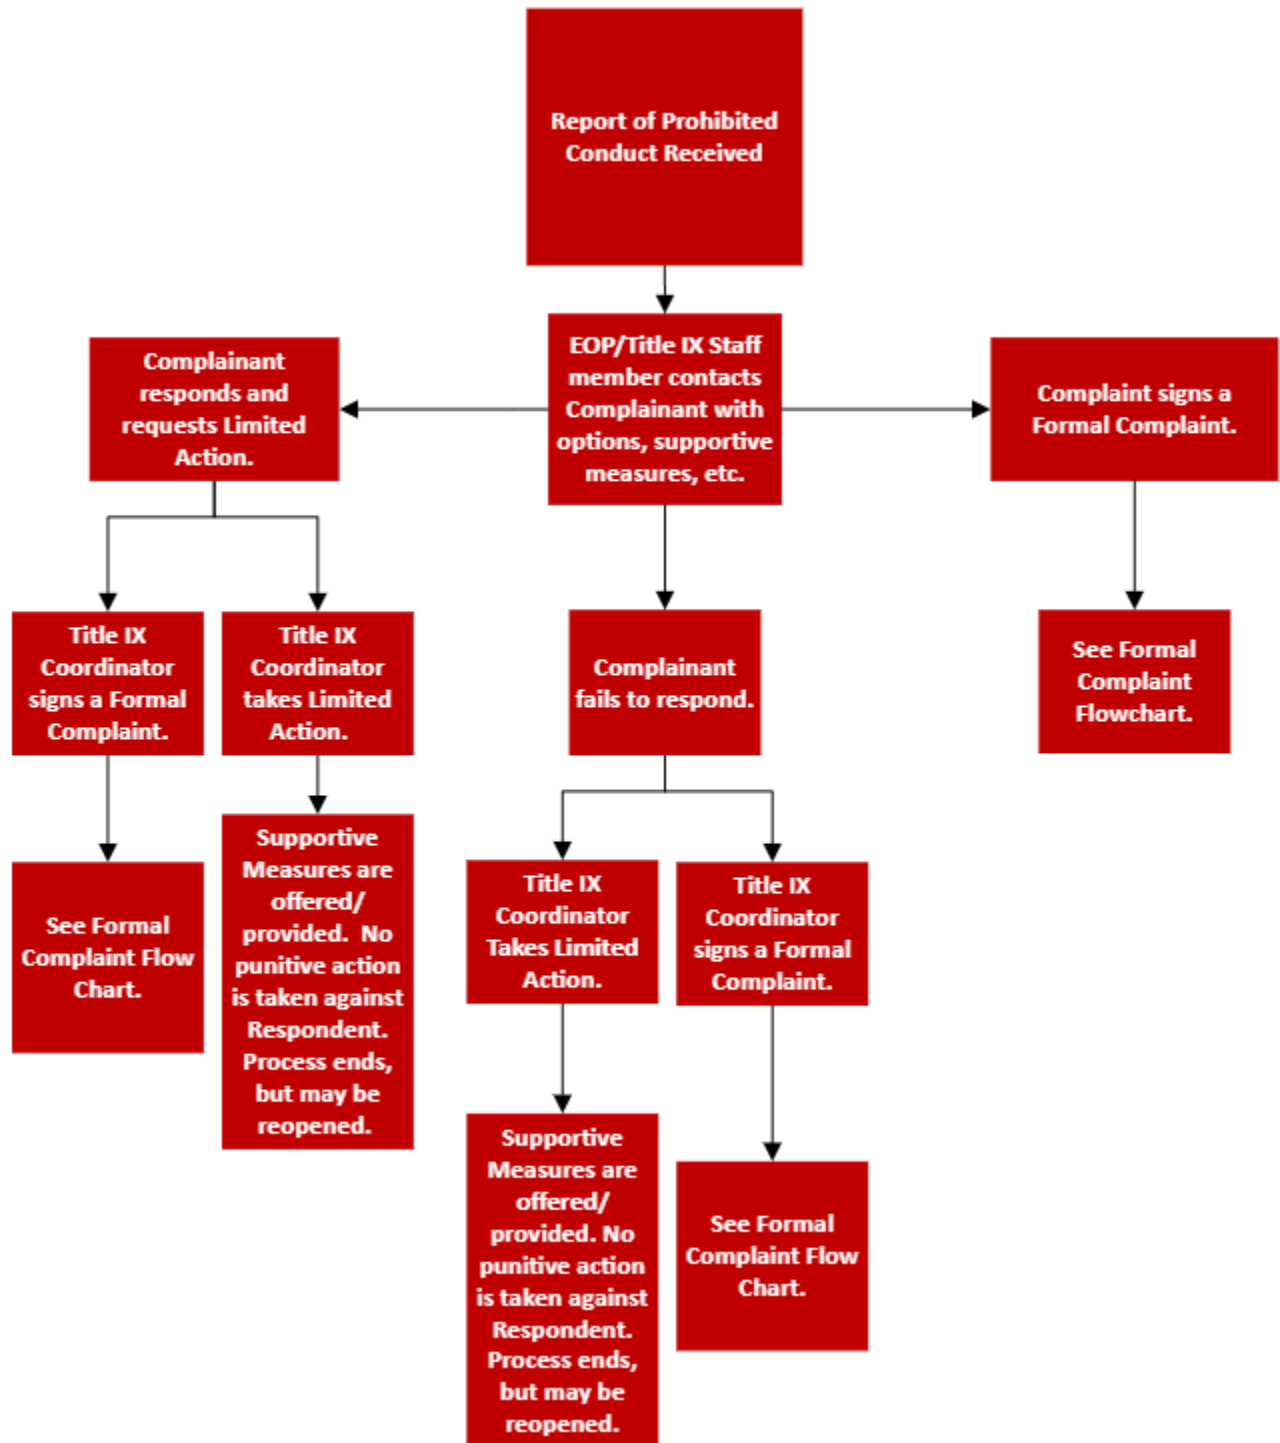 Report of Prohibited
Conduct Received
EOP/Title IX Staff
member contacts
Complainant with
options, supportive
measures, etc.
Complainant
responds and
requests Limited
Action.
Complaint signs a
Formal Complaint.
Title IX
Coordinator
signs a Formal
Complaint.
Title IX
Coordinator
takes Limited
Action.
Complainant
fails to respond.
See Formal
Complaint
Flowchart.
See Formal
Complaint Flow
Chart.
Supportive
Measures are
offered/
provided.  No
punitive action
is taken against
Respondent.
Process ends,
but may be
reopened.
Title IX
Coordinator
Takes Limited
Action.
Title IX
Coordinator
signs a Formal
Complaint.
Supportive
Measures are
offered/
provided. No
punitive action
is taken against
Respondent.
Process ends,
but may be
reopened.
See Formal
Complaint Flow
Chart.